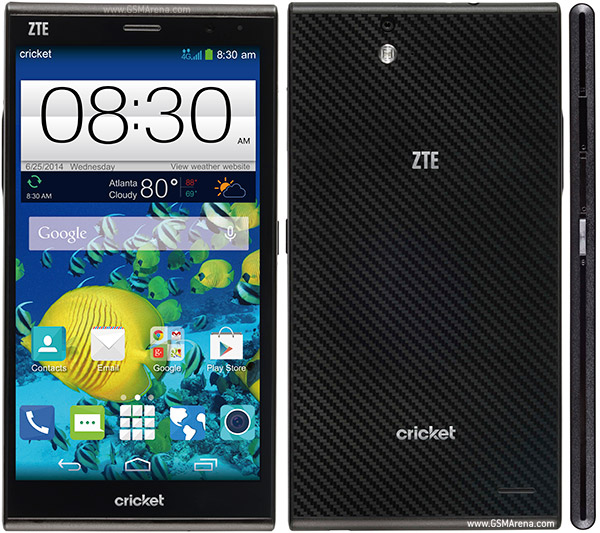 www.GSMArena.com
ZTE
cricket 4G 8:30 am
08:30 AM
6/25/2014 Wednesday View weather website
8:30 AM Atlanta Cloudy 80° 88° 69°
Google
Contacts Email Google Play Store
cricket
ZTE
cricket
www.GSMArena.com